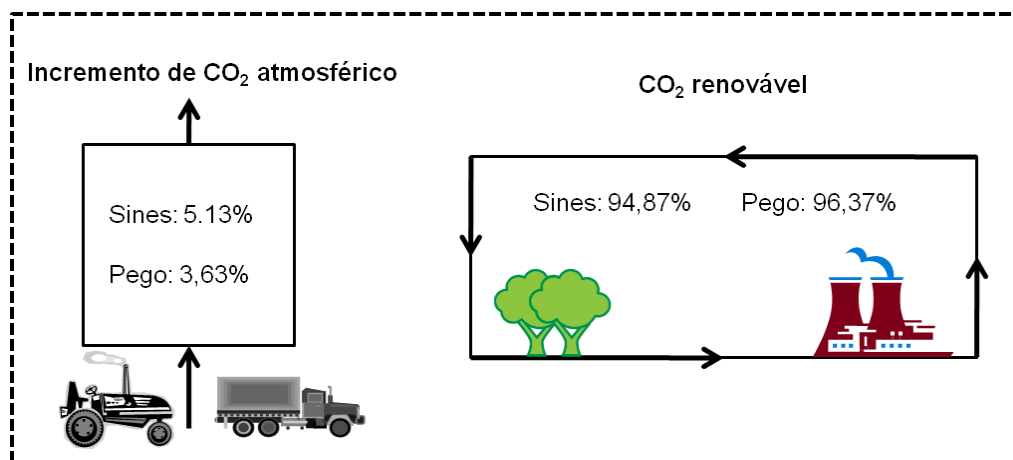 Incremento de CO₂ atmosférico
Sines: 5.13%
Pego: 3,63%
CO₂ renovável
Sines: 94,87% Pego: 96,37%